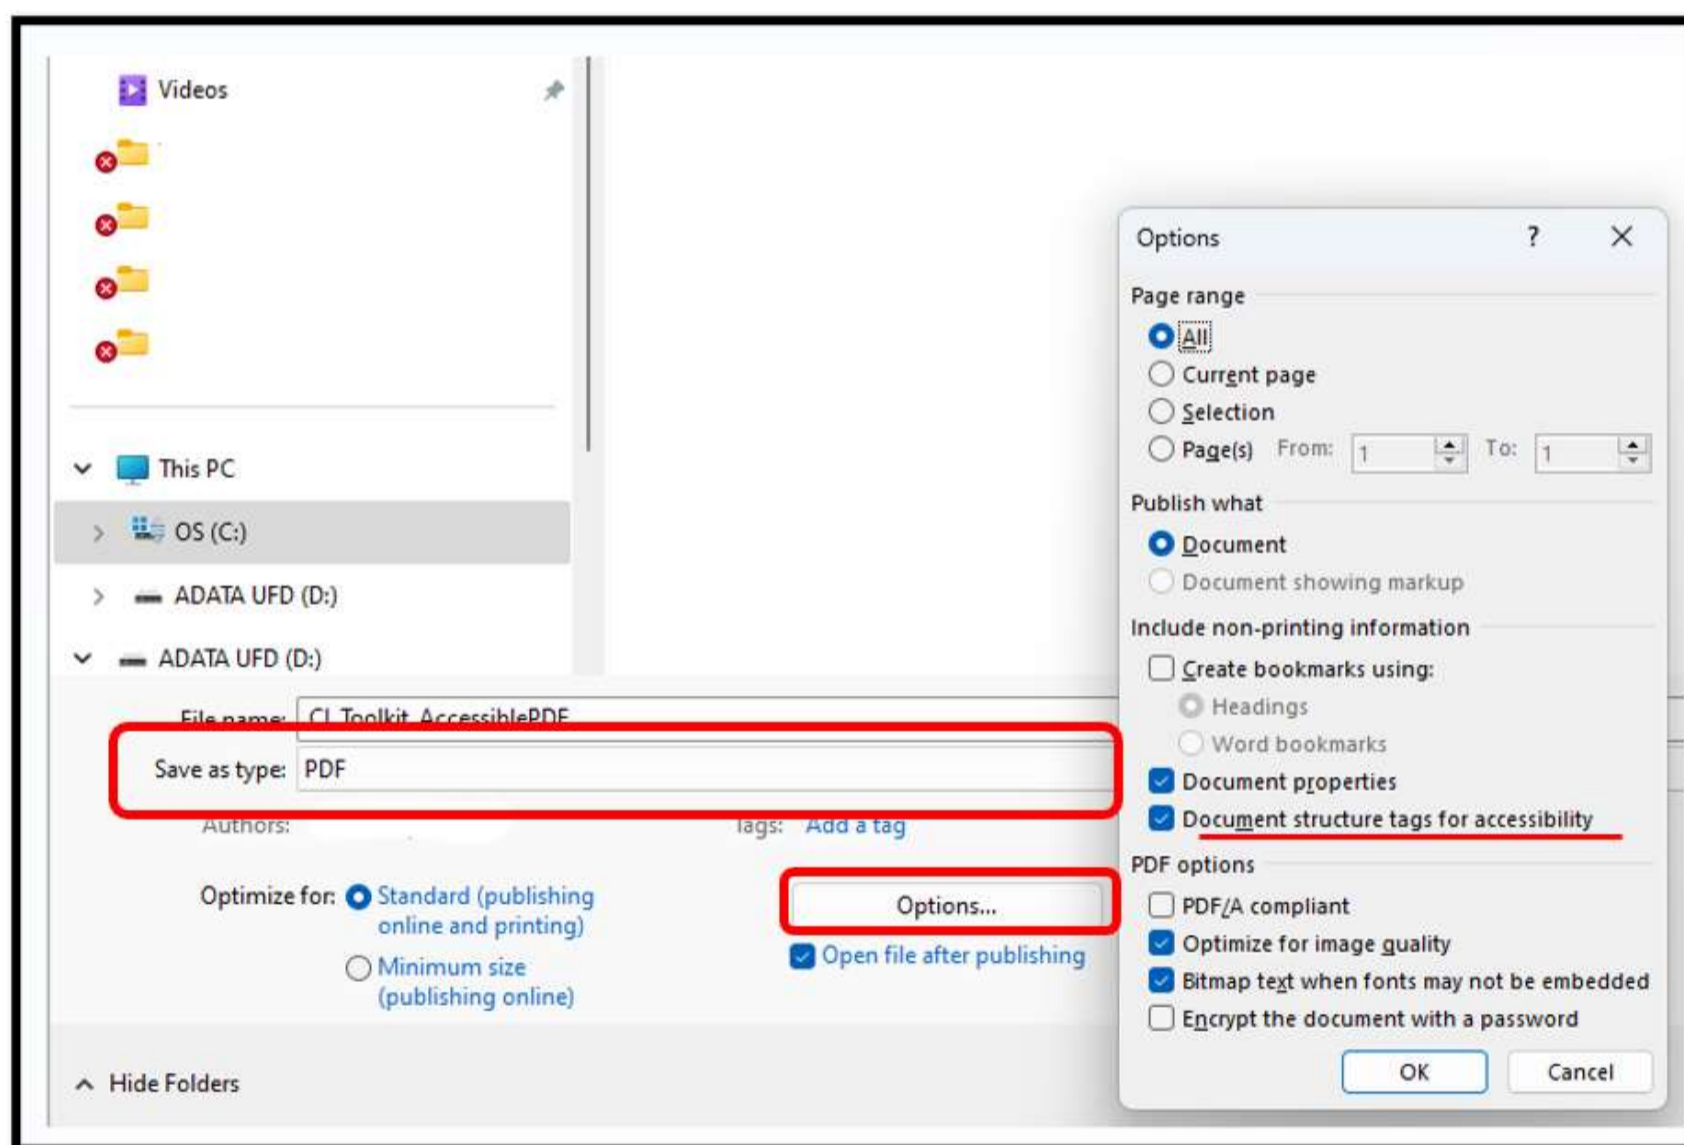 Videos
This PC
OS (C:)
ADATA UFD (D:)
ADATA UFD (D:)
File name: CI_Toolkit_AccessiblePDF
Save as type: PDF
Authors:
Tags: Add a tag
Optimize for: Standard (publishing
online and printing)
Minimum size
(publishing online)
Options...
Open file after publishing
Hide Folders
Options ?
Page range
All
Current page
Selection
Page(s) From: 1 To: 1
Publish what
Document
Document showing markup
Include non-printing information
Create bookmarks using:
Headings
Word bookmarks
Document properties
Document structure tags for accessibility
PDF options
PDF/A compliant
Optimize for image quality
Bitmap text when fonts may not be embedded
Encrypt the document with a password
OK Cancel